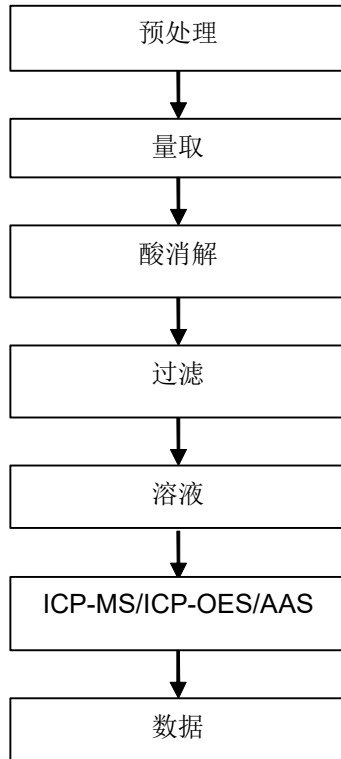 预处理
量取
酸消解
过滤
溶液
ICP-MS/ICP-OES/AAS
数据